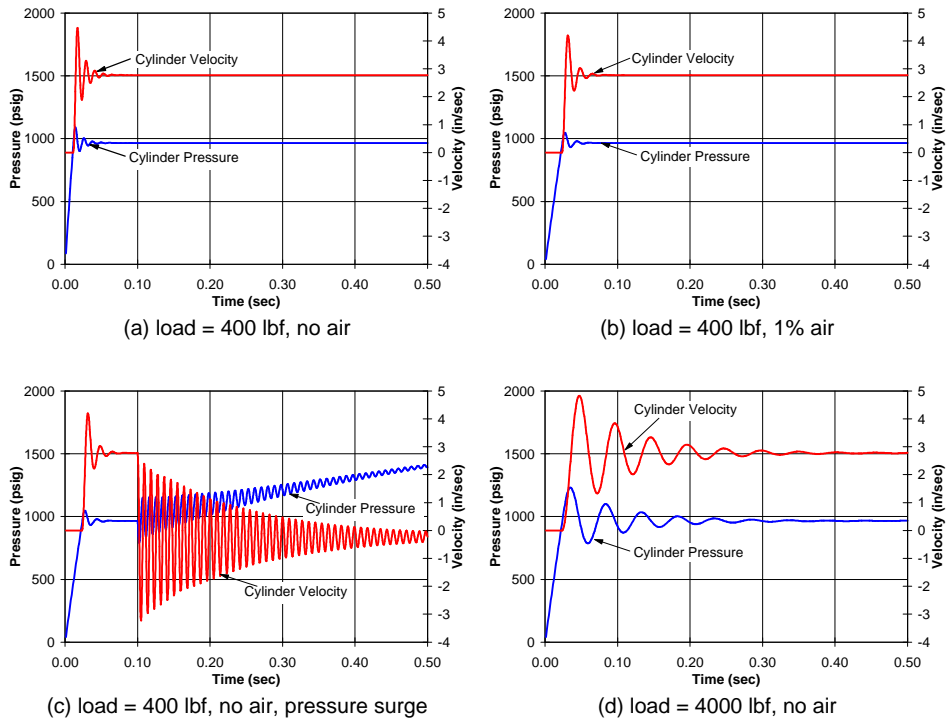 2000
1500
1000
500
0
Pressure (psig)
5
4
3
2
1
0
-1
-2
-3
-4
Velocity (in/sec)
Cylinder Velocity
Cylinder Pressure
0.00 0.10 0.20 0.30 0.40 0.50
Time (sec)
(a) load = 400 lbf, no air
2000
1500
1000
500
0
Pressure (psig)
5
4
3
2
1
0
-1
-2
-3
-4
Velocity (in/sec)
Cylinder Velocity
Cylinder Pressure
0.00 0.10 0.20 0.30 0.40 0.50
Time (sec)
(b) load = 400 lbf, 1% air
2000
1500
1000
500
0
Pressure (psig)
5
4
3
2
1
0
-1
-2
-3
-4
Velocity (in/sec)
Cylinder Pressure
Cylinder Velocity
0.00 0.10 0.20 0.30 0.40 0.50
Time (sec)
(c) load = 400 lbf, no air, pressure surge
2000
1500
1000
500
0
Pressure (psig)
5
4
3
2
1
0
-1
-2
-3
-4
Velocity (in/sec)
Cylinder Velocity
Cylinder Pressure
0.00 0.10 0.20 0.30 0.40 0.50
Time (sec)
(d) load = 4000 lbf, no air